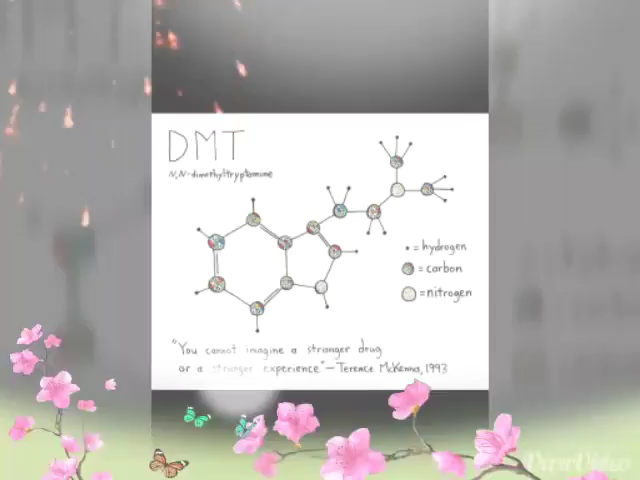 DMT
N,N-dimethyltryptamine
= hydrogen
= carbon
= nitrogen
"You cannot imagine a stranger drug
or a stranger experience." — Terence McKenna, 1993